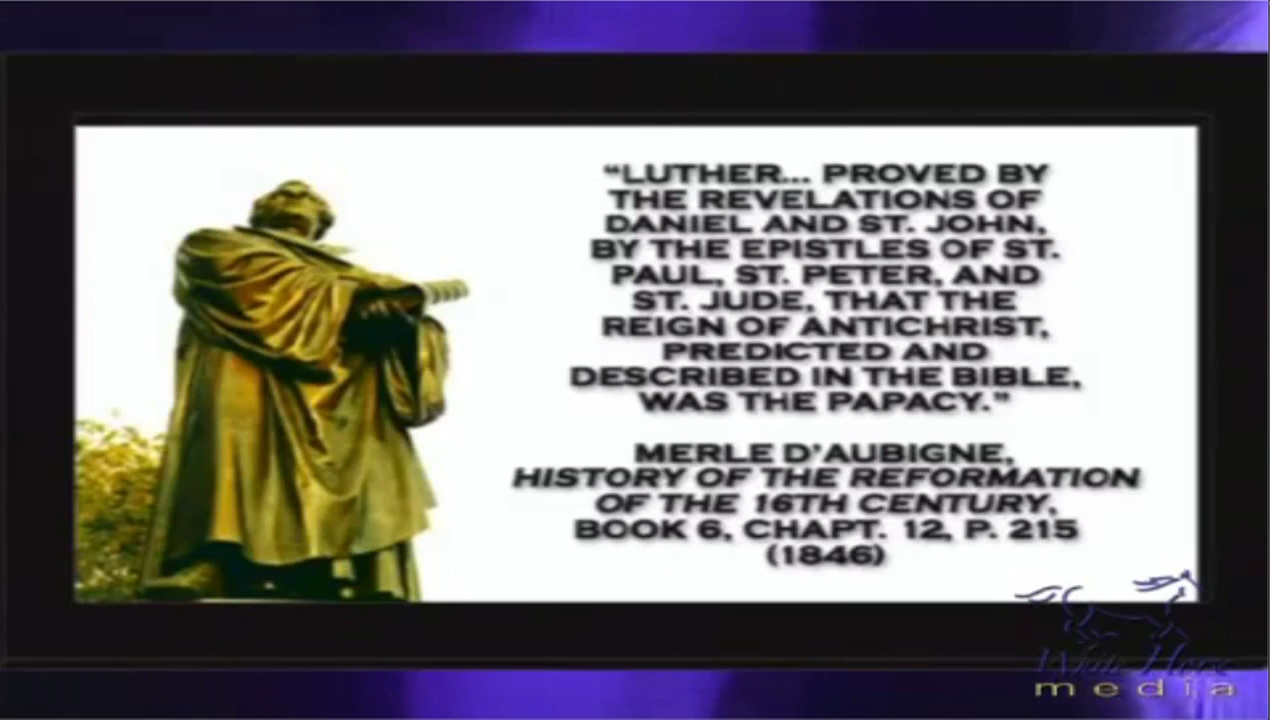 “LUTHER... PROVED BY
THE REVELATIONS OF
DANIEL AND ST. JOHN,
BY THE EPISTLES OF ST.
PAUL, ST. PETER, AND
ST. JUDE, THAT THE
REIGN OF ANTICHRIST,
PREDICTED AND
DESCRIBED IN THE BIBLE,
WAS THE PAPACY.”
MERLE D’AUBIGNE,
HISTORY OF THE REFORMATION
OF THE 16TH CENTURY,
BOOK 6, CHAPT. 12, P. 215
(1846)
White Horse
media